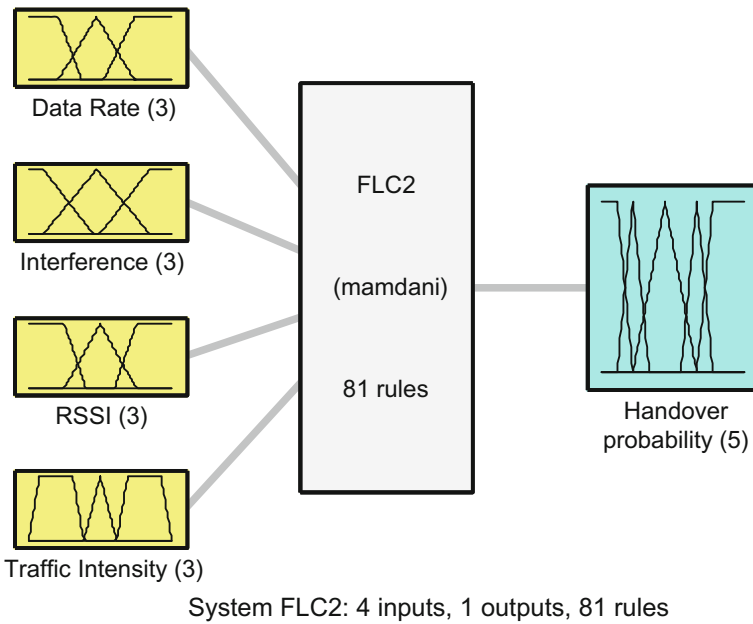 Data Rate (3)
Interference (3)
RSSI (3)
Traffic Intensity (3)
FLC2
(mamdani)
81 rules
Handover
probability (5)
System FLC2: 4 inputs, 1 outputs, 81 rules